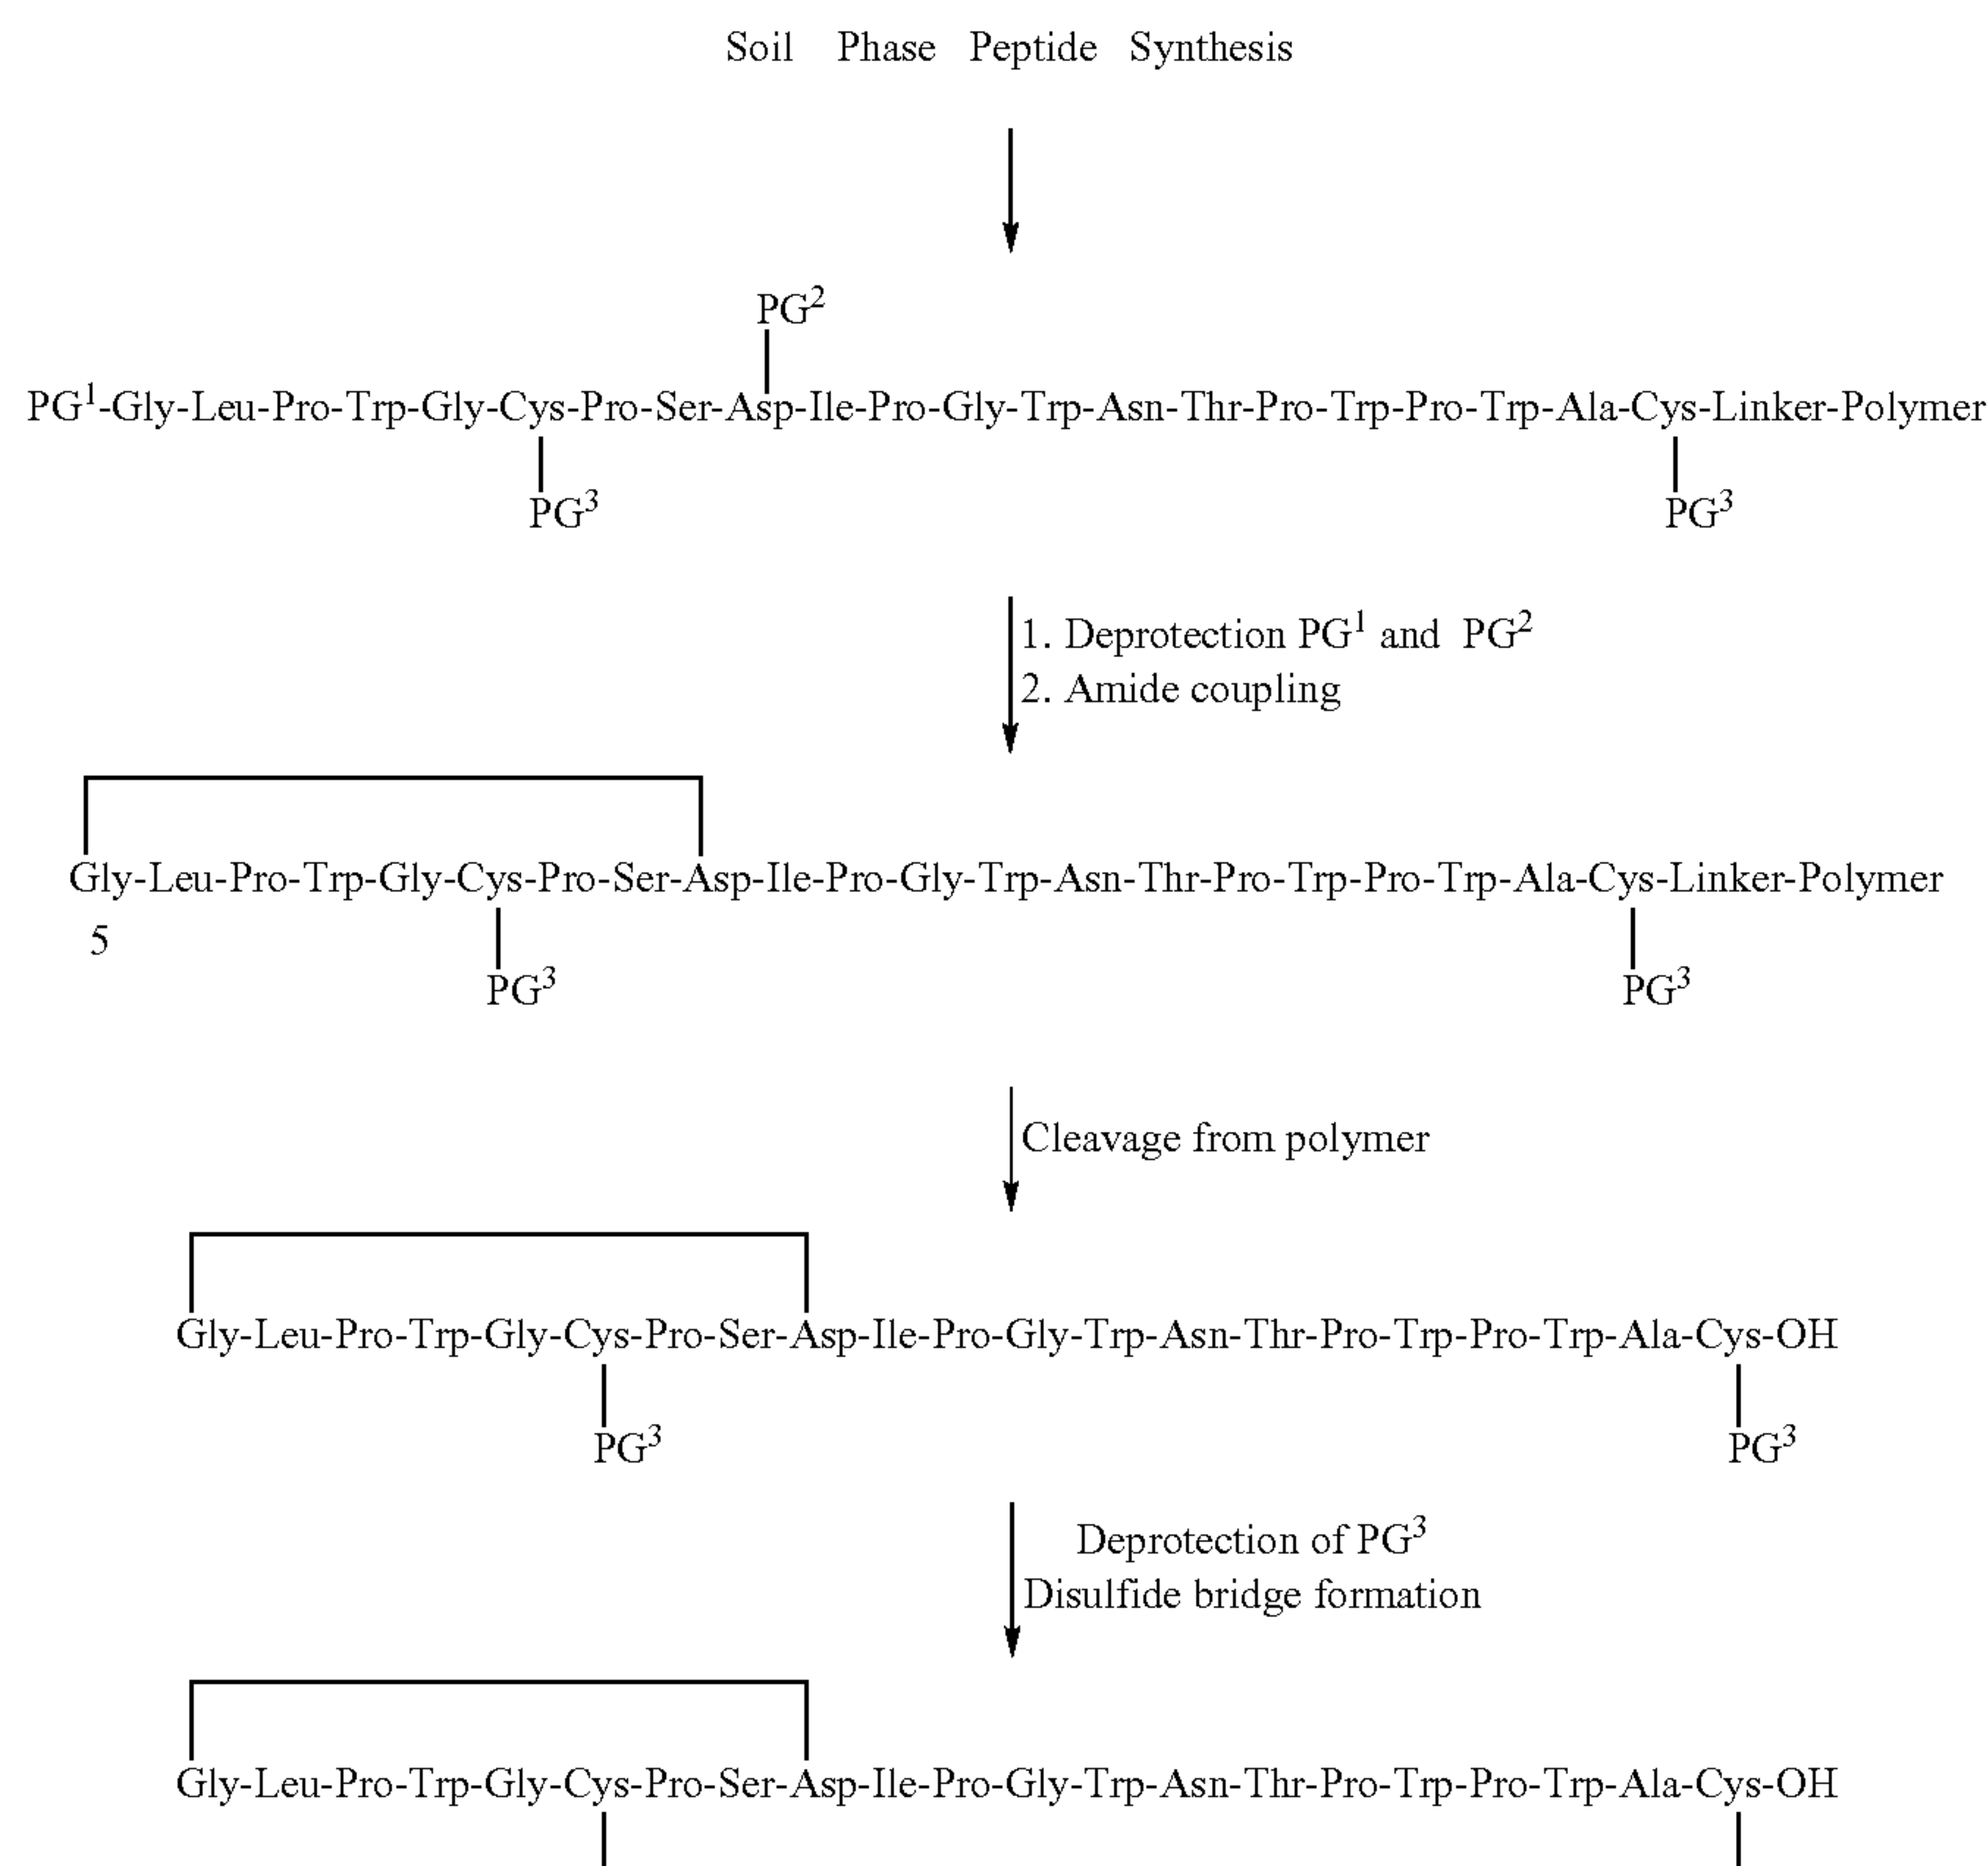 Soil Phase Peptide Synthesis
PG²
PG¹-Gly-Leu-Pro-Trp-Gly-Cys-Pro-Ser-Asp-Ile-Pro-Gly-Trp-Asn-Thr-Pro-Trp-Pro-Trp-Ala-Cys-Linker-Polymer
PG³ PG³
1. Deprotection PG¹ and PG²
2. Amide coupling
Gly-Leu-Pro-Trp-Gly-Cys-Pro-Ser-Asp-Ile-Pro-Gly-Trp-Asn-Thr-Pro-Trp-Pro-Trp-Ala-Cys-Linker-Polymer
5
PG³ PG³
Cleavage from polymer
Gly-Leu-Pro-Trp-Gly-Cys-Pro-Ser-Asp-Ile-Pro-Gly-Trp-Asn-Thr-Pro-Trp-Pro-Trp-Ala-Cys-OH
PG³ PG³
Deprotection of PG³
Disulfide bridge formation
Gly-Leu-Pro-Trp-Gly-Cys-Pro-Ser-Asp-Ile-Pro-Gly-Trp-Asn-Thr-Pro-Trp-Pro-Trp-Ala-Cys-OH